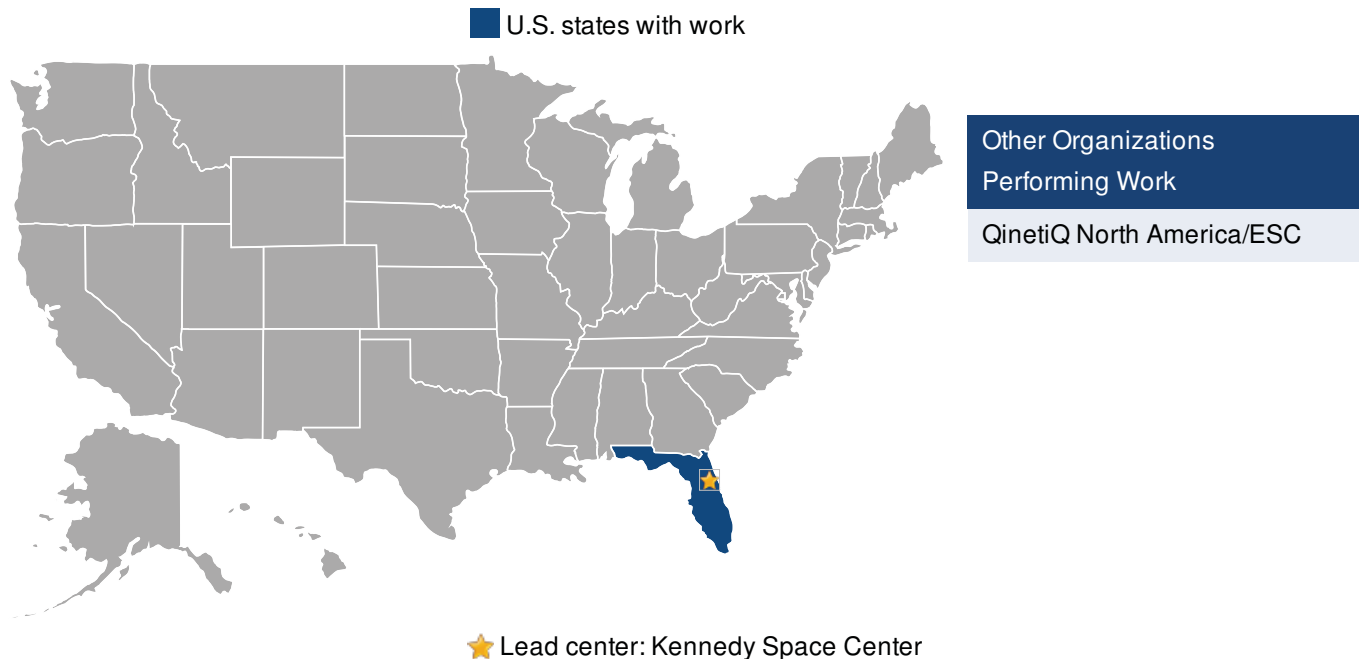 U.S. states with work
Other Organizations
Performing Work
QinetiQ North America/ESC
Lead center: Kennedy Space Center